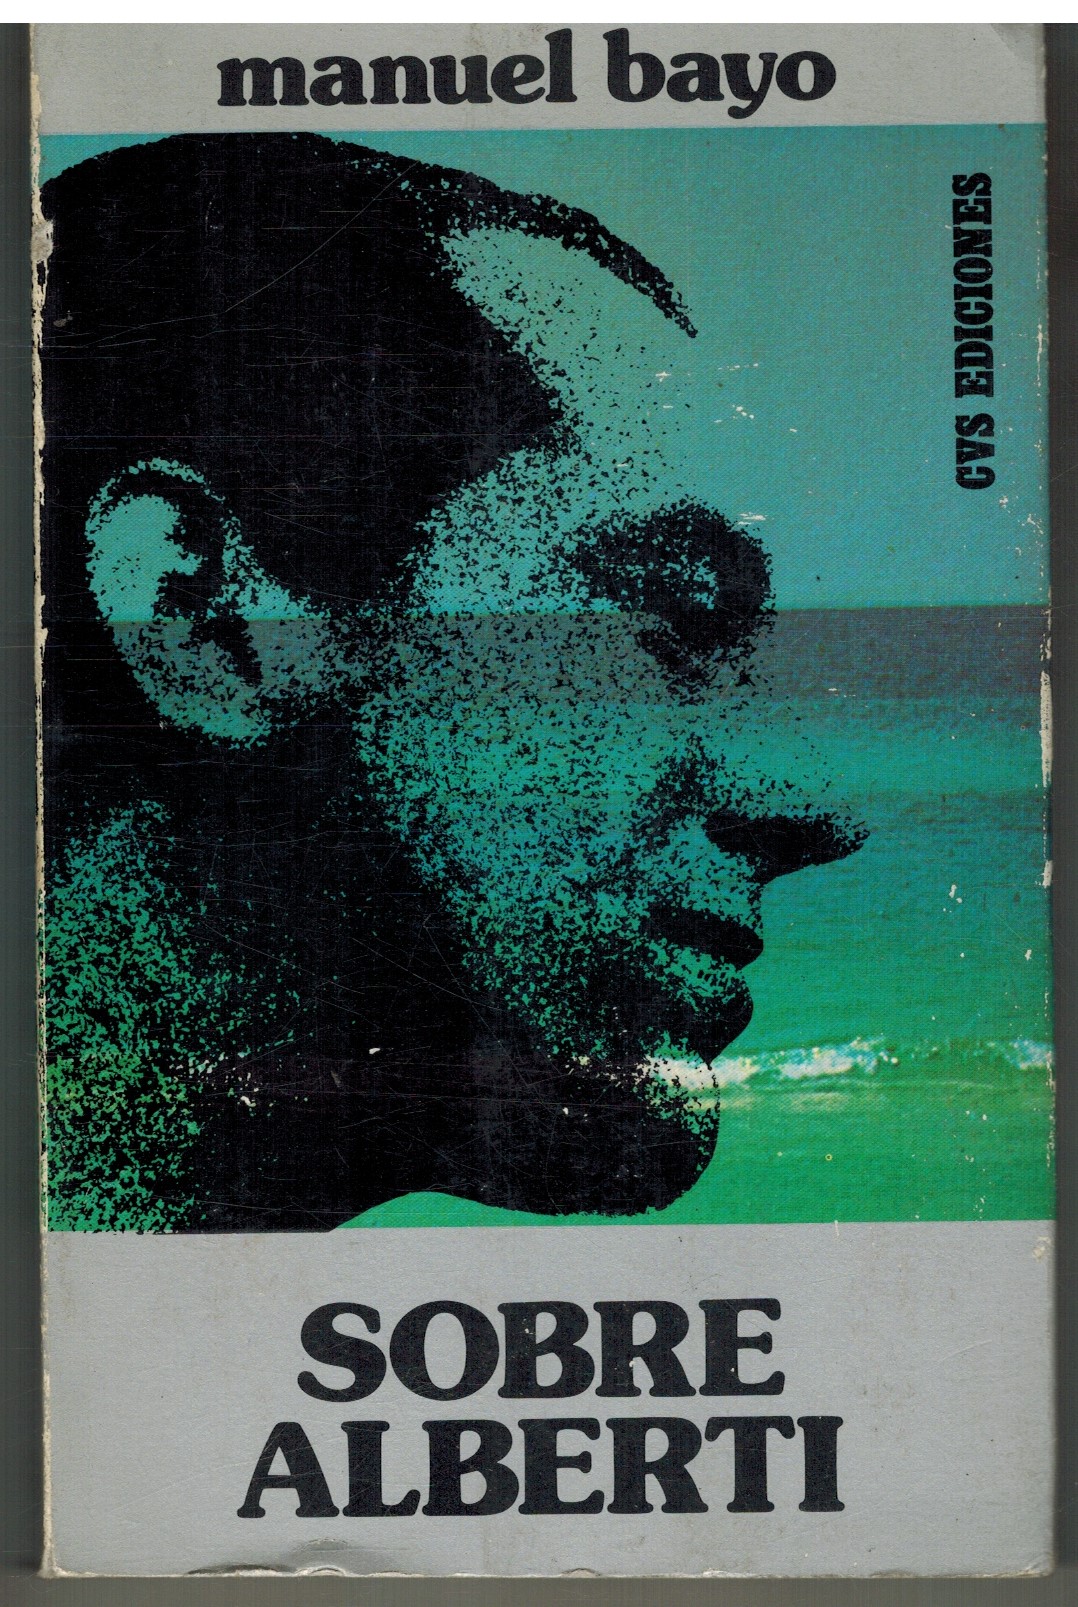 manuel bayo
CVS EDICIONES
SOBRE
ALBERTI